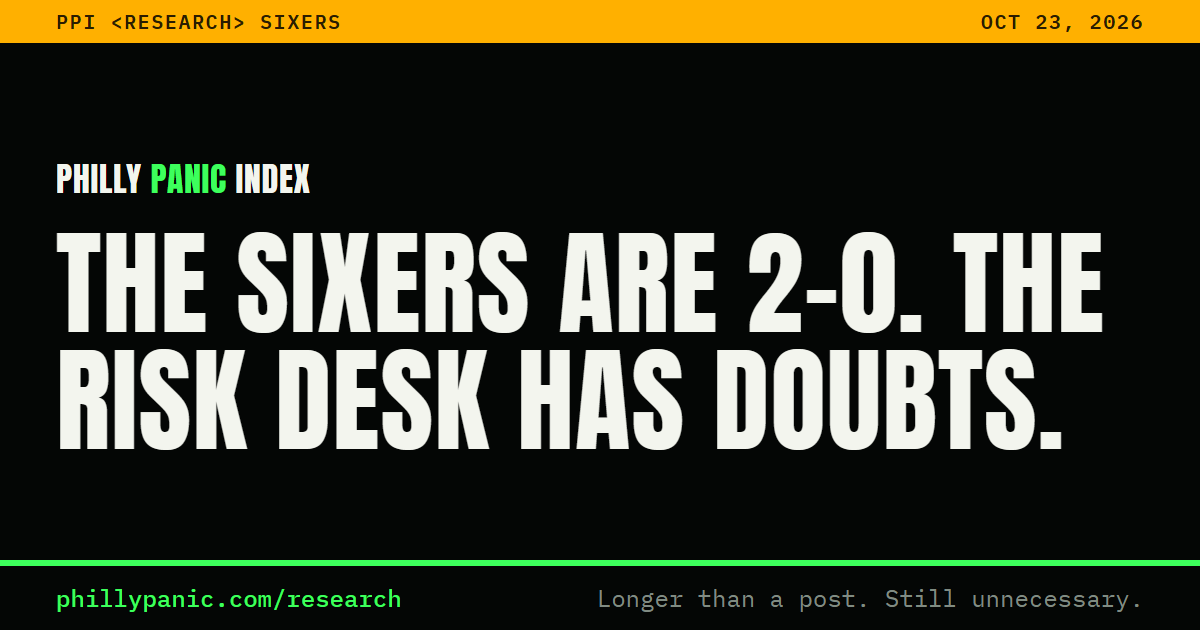 PPI <RESEARCH> SIXERS
OCT 23, 2026
PHILLY PANIC INDEX
THE SIXERS ARE 2-0. THE
RISK DESK HAS DOUBTS.
phillypanic.com/research
Longer than a post. Still unnecessary.